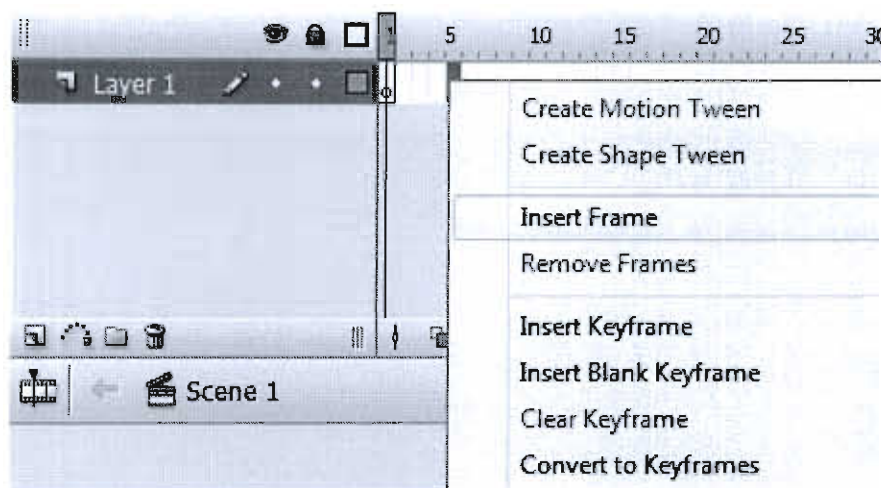 5 10 15 20 25 30
Layer 1
Create Motion Tween
Create Shape Tween
Insert Frame
Remove Frames
Insert Keyframe
Insert Blank Keyframe
Scene 1
Clear Keyframe
Convert to Keyframes